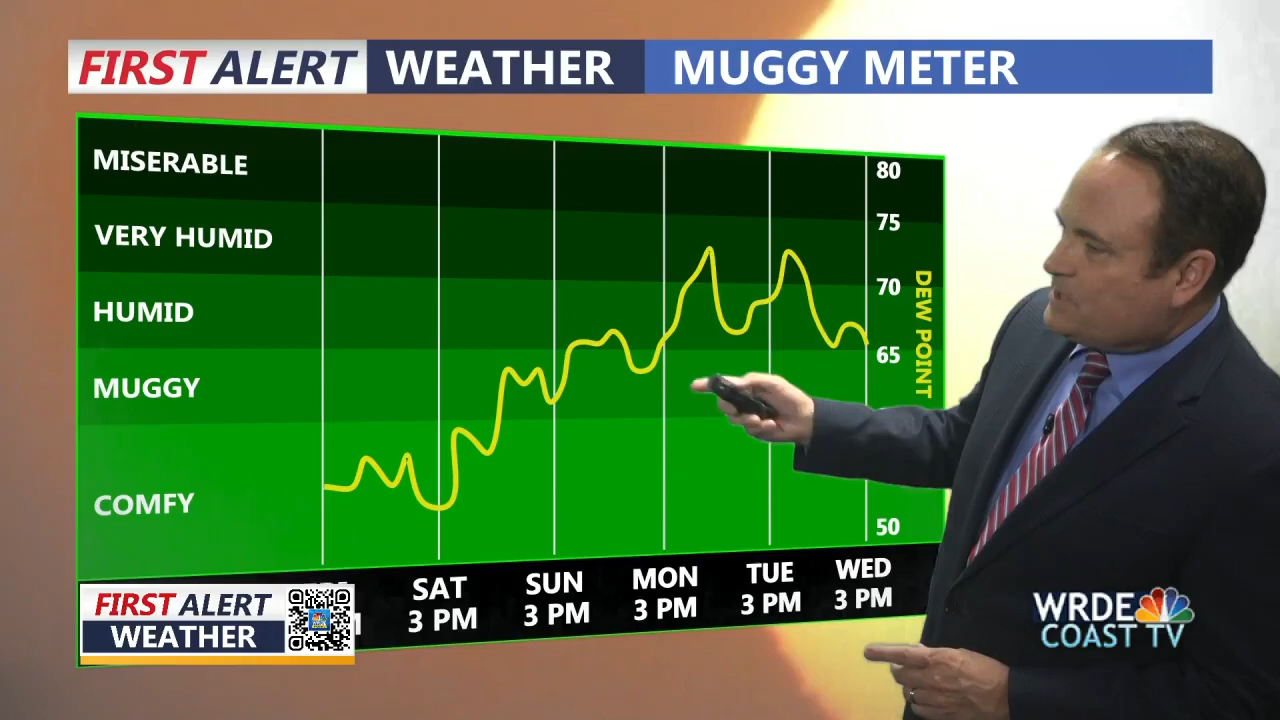 FIRST ALERT WEATHER MUGGY METER
MISERABLE
VERY HUMID
HUMID
MUGGY
COMFY
80
75
70
65
50
DEW POINT
SAT
3 PM
SUN
3 PM
MON
3 PM
TUE
3 PM
WED
3 PM
FIRST ALERT
WEATHER
WRDE
COAST TV